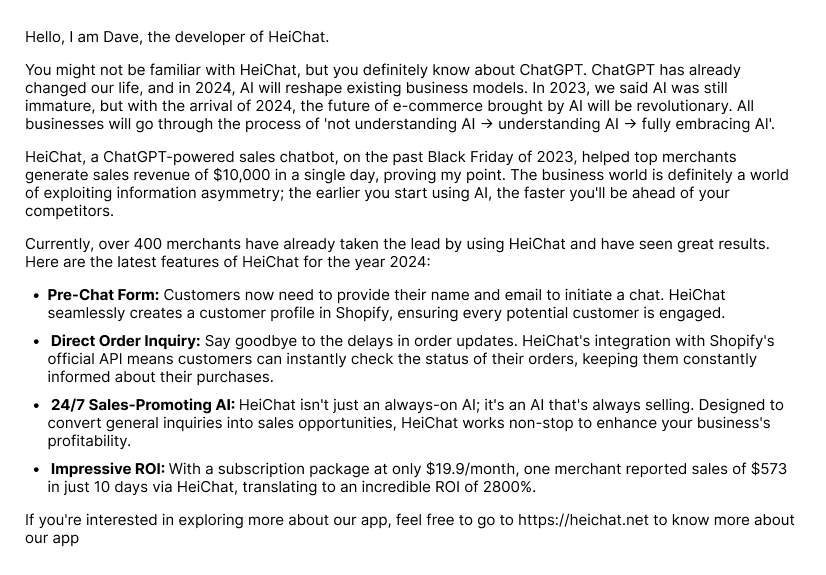 Hello, I am Dave, the developer of HeiChat.
You might not be familiar with HeiChat, but you definitely know about ChatGPT. ChatGPT has already
changed our life, and in 2024, AI will reshape existing business models. In 2023, we said AI was still
immature, but with the arrival of 2024, the future of e-commerce brought by AI will be revolutionary. All
businesses will go through the process of 'not understanding AI → understanding AI → fully embracing AI'.
HeiChat, a ChatGPT-powered sales chatbot, on the past Black Friday of 2023, helped top merchants
generate sales revenue of $10,000 in a single day, proving my point. The business world is definitely a world
of exploiting information asymmetry; the earlier you start using AI, the faster you'll be ahead of your
competitors.
Currently, over 400 merchants have already taken the lead by using HeiChat and have seen great results.
Here are the latest features of HeiChat for the year 2024:
• Pre-Chat Form: Customers now need to provide their name and email to initiate a chat. HeiChat
seamlessly creates a customer profile in Shopify, ensuring every potential customer is engaged.
• Direct Order Inquiry: Say goodbye to the delays in order updates. HeiChat's integration with Shopify's
official API means customers can instantly check the status of their orders, keeping them constantly
informed about their purchases.
• 24/7 Sales-Promoting AI: HeiChat isn't just an always-on AI; it's an AI that's always selling. Designed to
convert general inquiries into sales opportunities, HeiChat works non-stop to enhance your business's
profitability.
• Impressive ROI: With a subscription package at only $19.9/month, one merchant reported sales of $573
in just 10 days via HeiChat, translating to an incredible ROI of 2800%.
If you're interested in exploring more about our app, feel free to go to https://heichat.net to know more about
our app